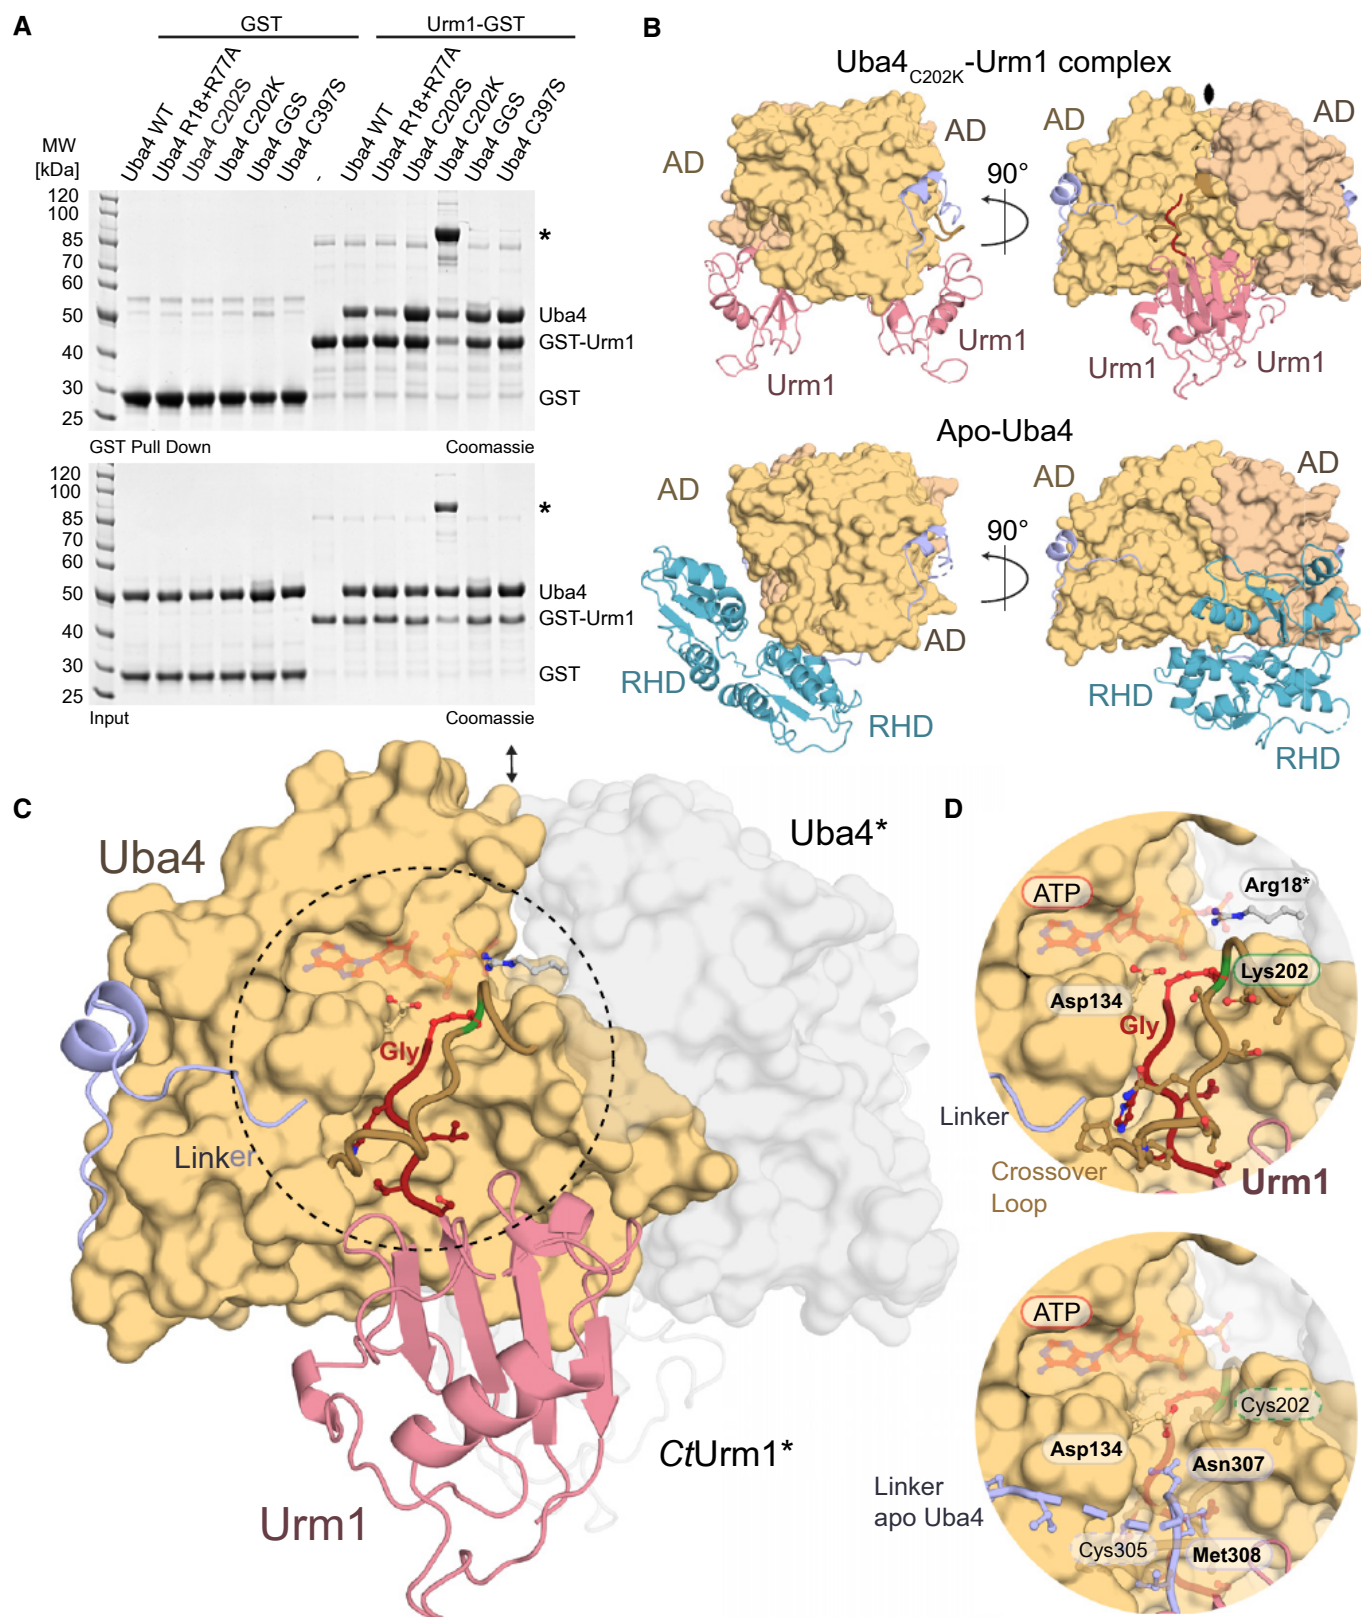 A
GST
Urm1-GST
Uba4 WT
Uba4 R18+R77A
Uba4 C202S
Uba4 C202K
Uba4 GGS
Uba4 C397S
-
Uba4 WT
Uba4 R18+R77A
Uba4 C202S
Uba4 C202K
Uba4 GGS
Uba4 C397S
MW
[kDa]
120
100
85
70
60
50
40
30
25
*
Uba4
GST-Urm1
GST
GST Pull Down
Coomassie
120
100
85
70
60
50
40
30
25
*
Uba4
GST-Urm1
GST
Input
Coomassie
B
Uba4C202K-Urm1 complex
AD
AD
90°
AD
AD
Urm1
Urm1
Urm1
Urm1
Apo-Uba4
AD
AD
90°
AD
AD
RHD
RHD
RHD
RHD
C
Uba4
Uba4*
Gly
Linker
CtUrm1*
Urm1
D
ATP
Arg18*
Lys202
Asp134
Gly
Linker
Crossover
Loop
Urm1
ATP
Cys202
Asp134
Asn307
Linker
apo Uba4
Cys305
Met308